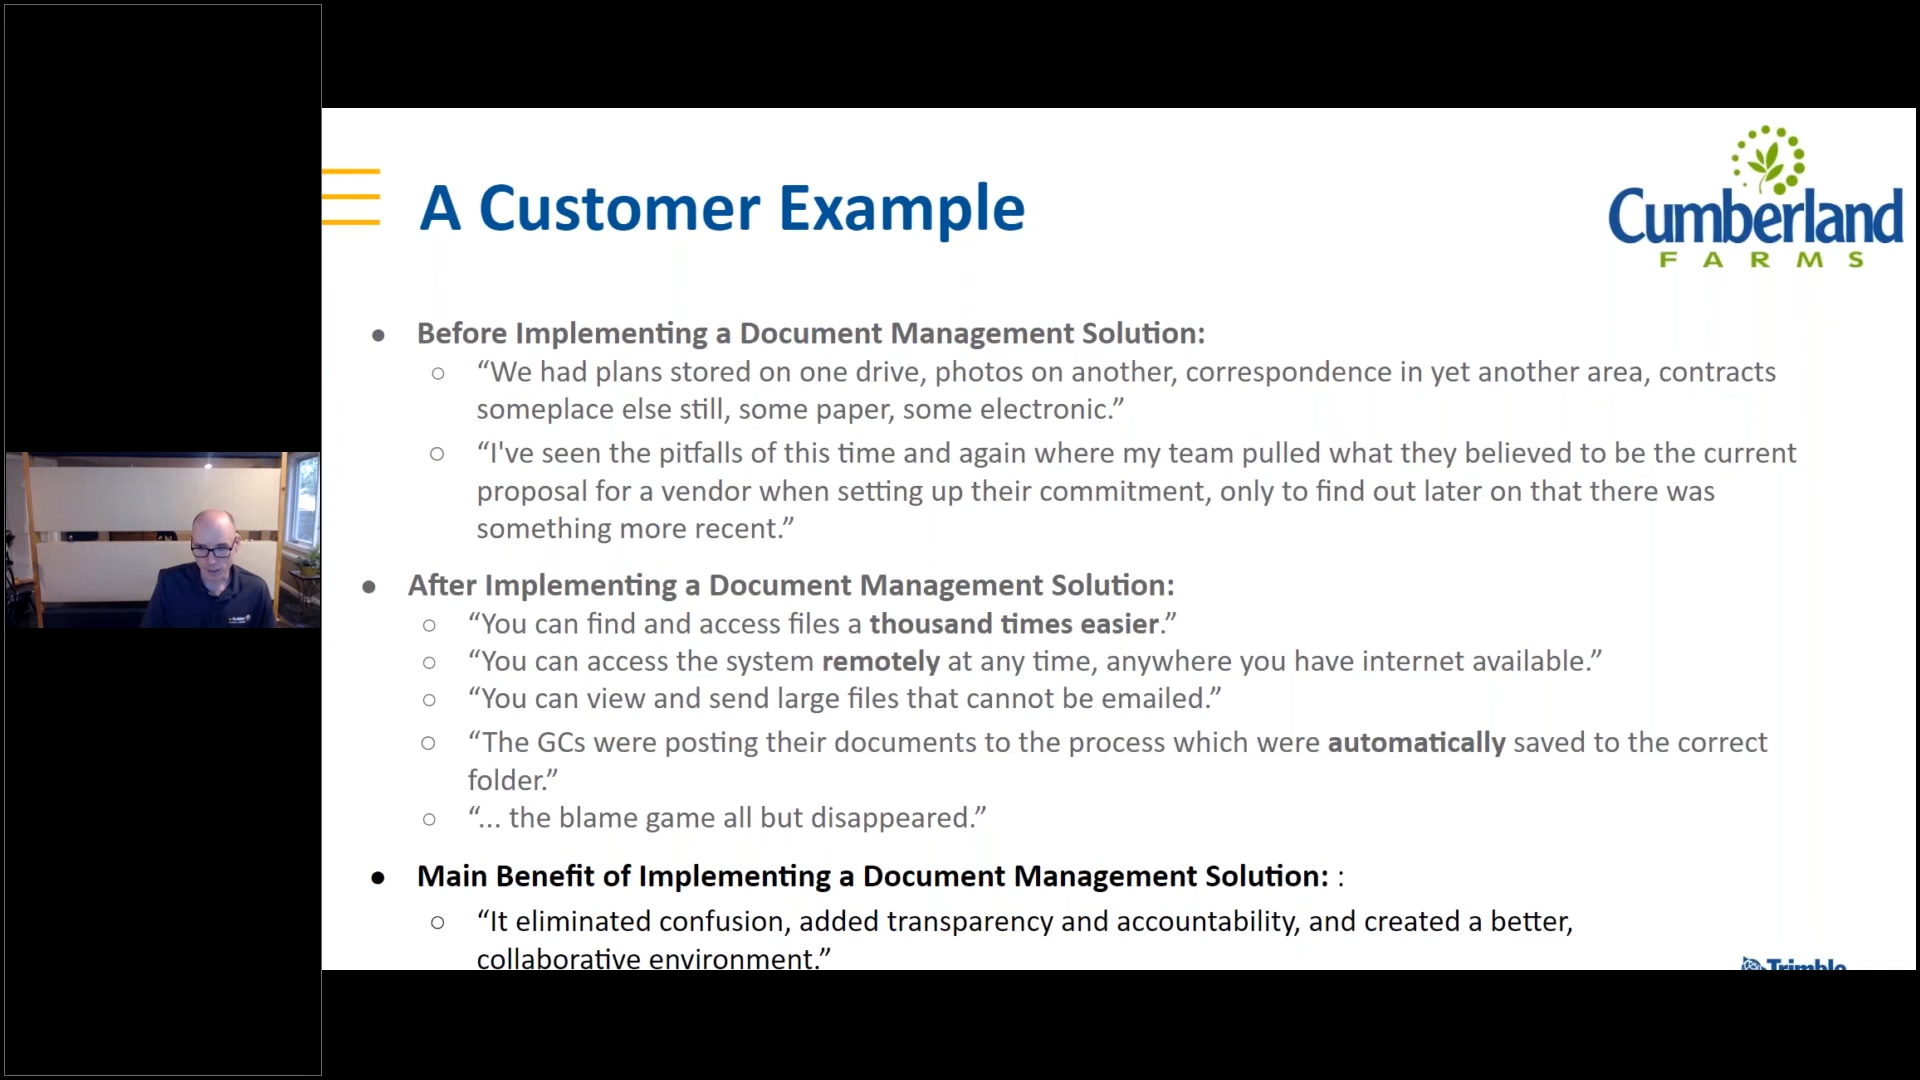 A Customer Example
Cumberland
FARMS
● Before Implementing a Document Management Solution:
○ “We had plans stored on one drive, photos on another, correspondence in yet another area, contracts
someplace else still, some paper, some electronic.”
○ “I've seen the pitfalls of this time and again where my team pulled what they believed to be the current
proposal for a vendor when setting up their commitment, only to find out later on that there was
something more recent.”
● After Implementing a Document Management Solution:
○ “You can find and access files a thousand times easier.”
○ “You can access the system remotely at any time, anywhere you have internet available.”
○ “You can view and send large files that cannot be emailed.”
○ “The GCs were posting their documents to the process which were automatically saved to the correct
folder.”
○ “... the blame game all but disappeared.”
● Main Benefit of Implementing a Document Management Solution: :
○ “It eliminated confusion, added transparency and accountability, and created a better,
collaborative environment.”
Trimble